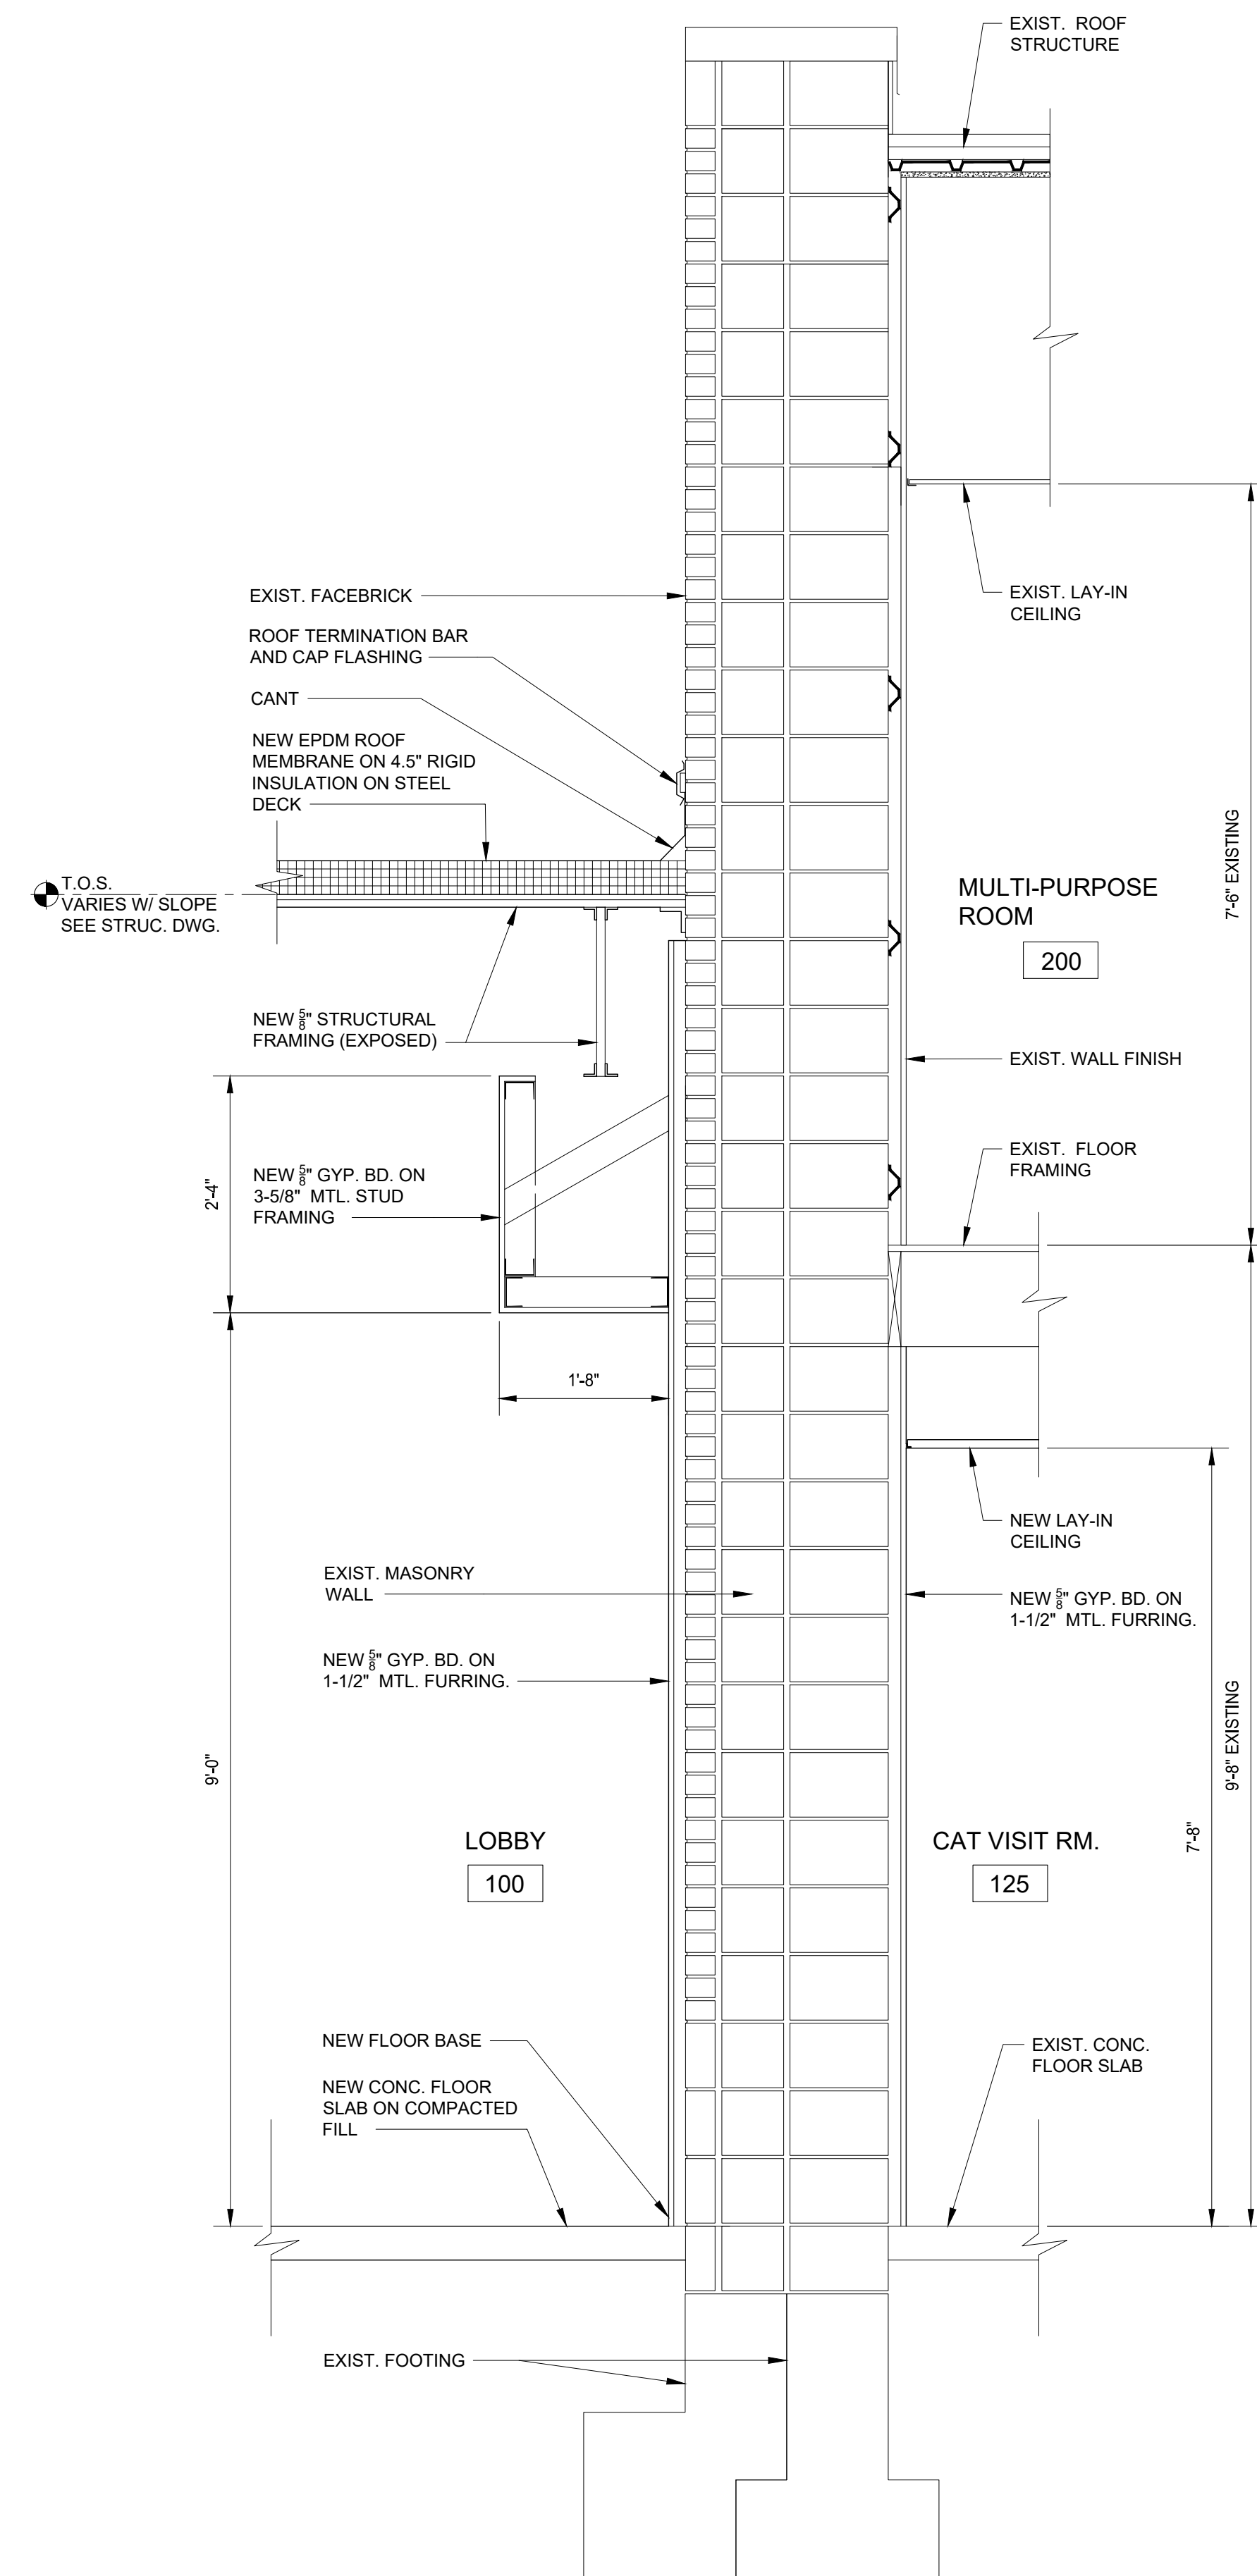 EXIST.  ROOF
STRUCTURE
EXIST. FACEBRICK
ROOF TERMINATION BAR
AND CAP FLASHING
CANT
NEW EPDM ROOF
MEMBRANE ON 4.5" RIGID
INSULATION ON STEEL
DECK
EXIST. LAY-IN
CEILING
T.O.S.
VARIES W/ SLOPE
SEE STRUC. DWG.
MULTI-PURPOSE
ROOM
200
7'-6" EXISTING
NEW 5/8" STRUCTURAL
FRAMING (EXPOSED)
EXIST. WALL FINISH
EXIST.  FLOOR
FRAMING
2'-4"
NEW 5/8" GYP. BD. ON
3-5/8"  MTL. STUD
FRAMING
1'-8"
NEW LAY-IN
CEILING
EXIST. MASONRY
WALL
NEW 5/8" GYP. BD. ON
1-1/2"  MTL. FURRING.
NEW 5/8" GYP. BD. ON
1-1/2"  MTL. FURRING.
9'-0"
9'-8" EXISTING
7'-8"
LOBBY
100
CAT VISIT RM.
125
NEW FLOOR BASE
NEW CONC. FLOOR
SLAB ON COMPACTED
FILL
EXIST. CONC.
FLOOR SLAB
EXIST. FOOTING